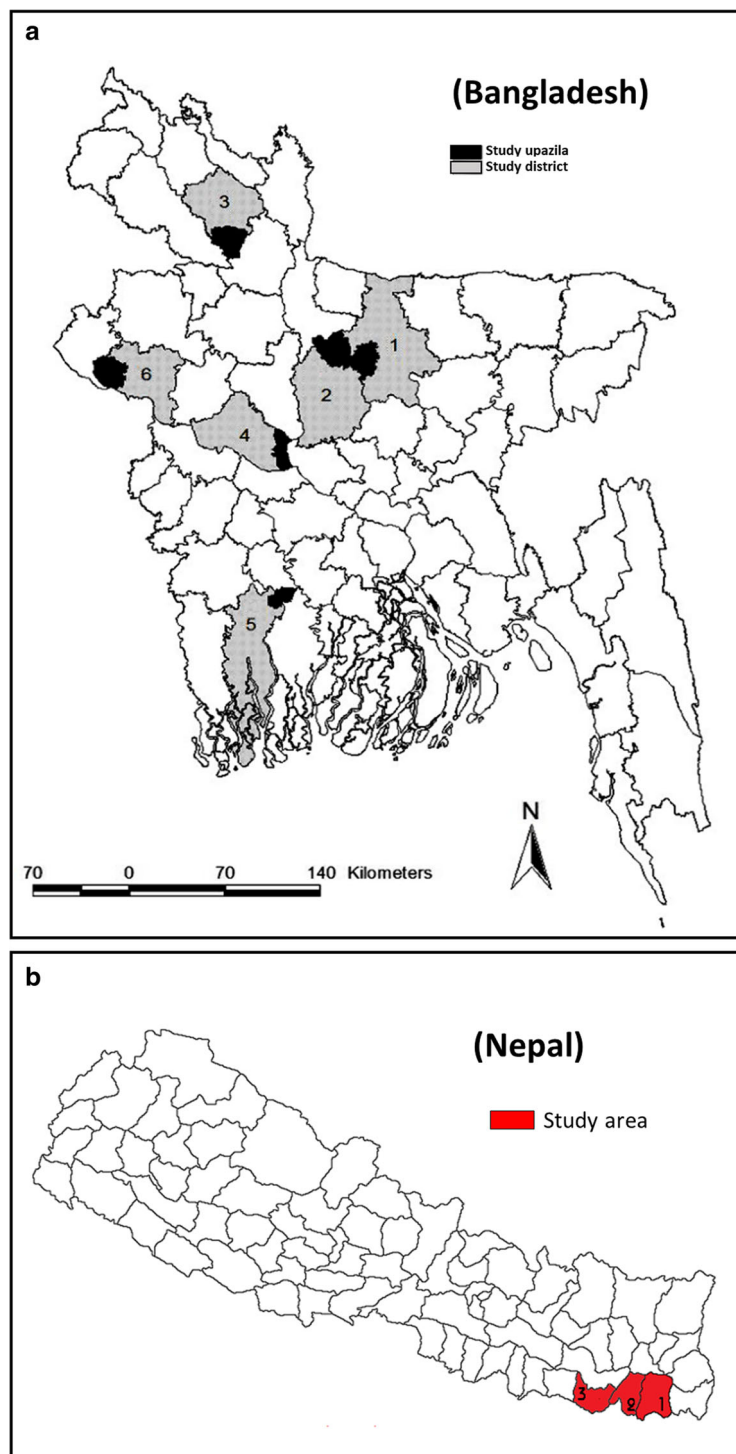 a
(Bangladesh)
Study upazila
Study district
3
1
6
2
4
5
N
70 0 70 140 Kilometers
b
(Nepal)
Study area
3 2 1